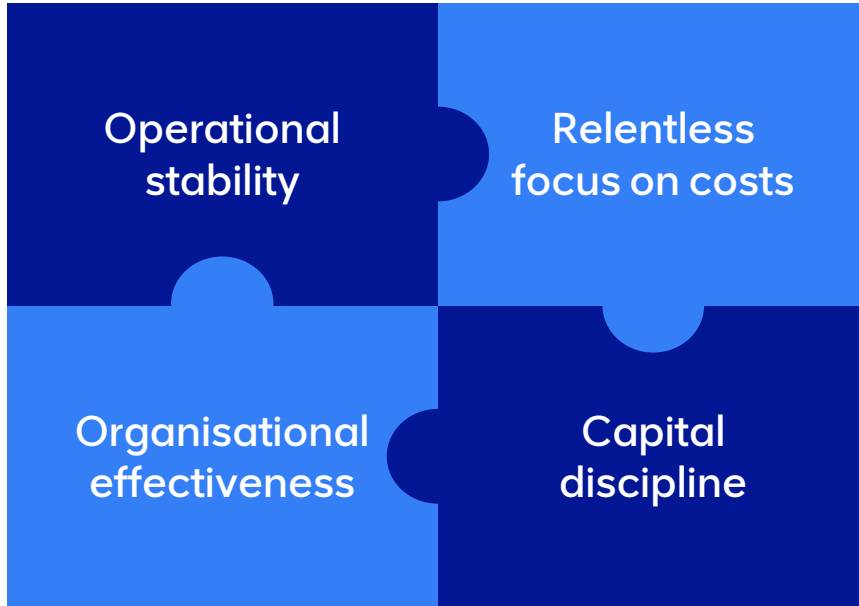 Operational
stability
Relentless
focus on costs
Organisational
effectiveness
Capital
discipline